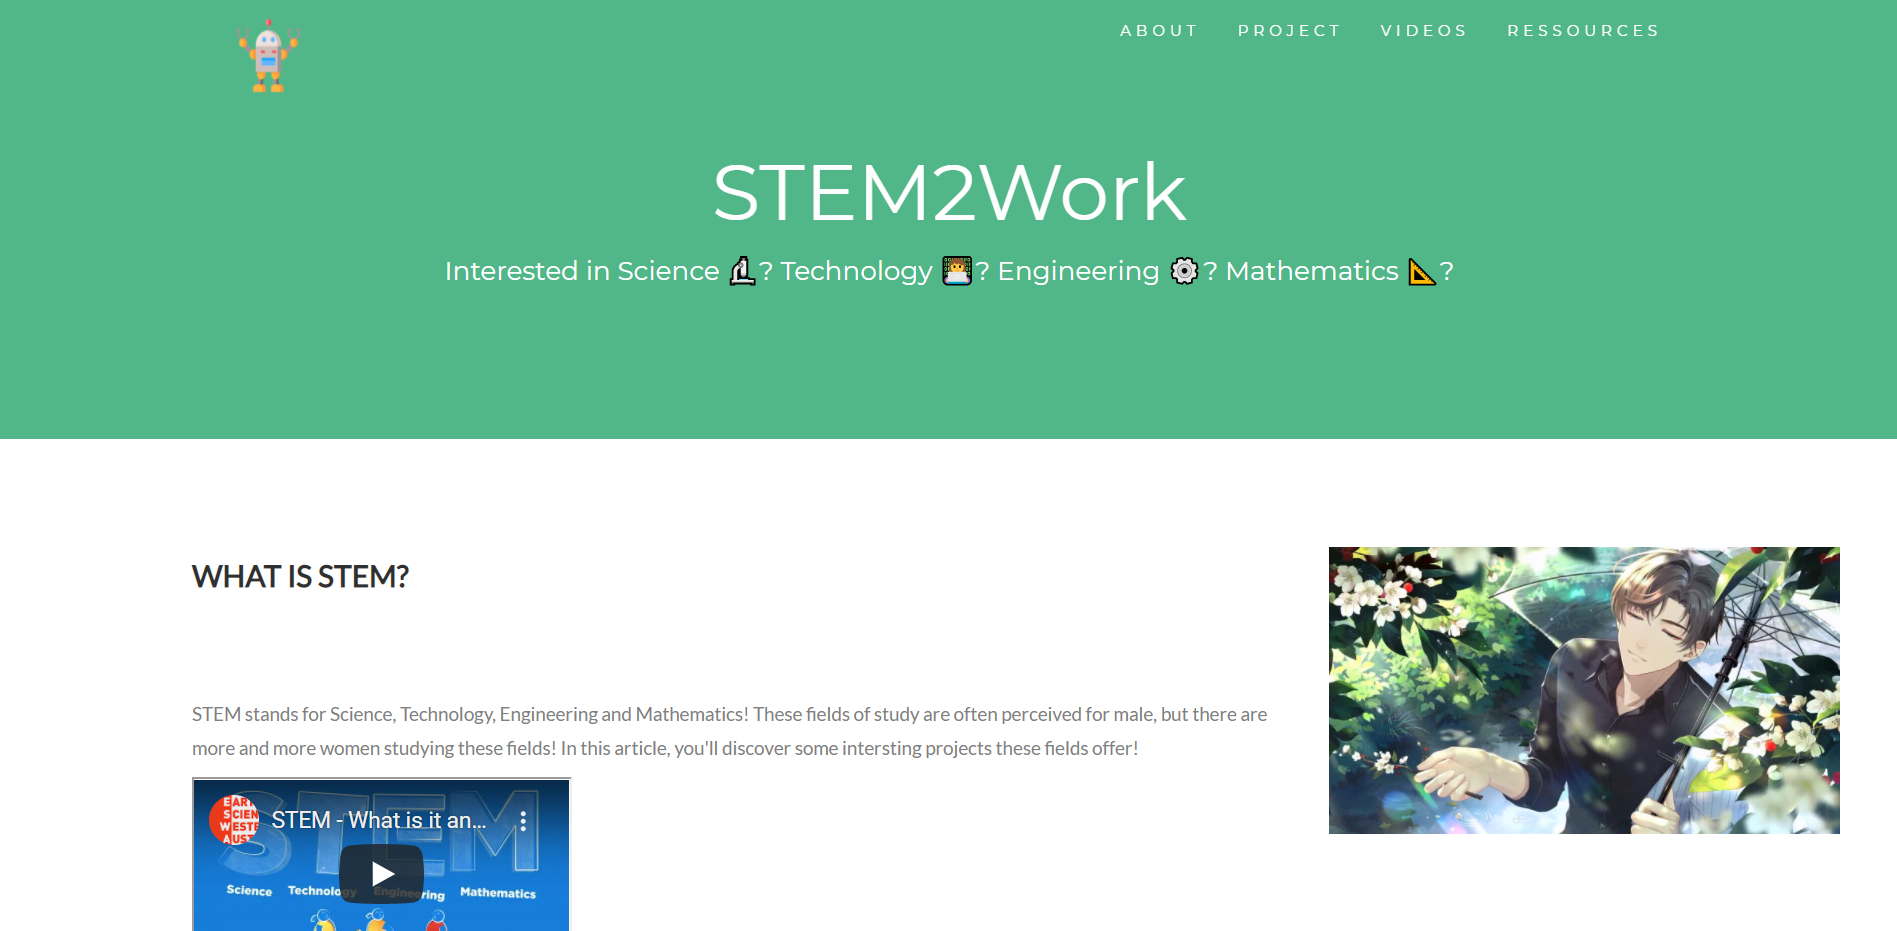 ABOUT PROJECT VIDEOS RESSOURCES
STEM2Work
Interested in Science 🔬? Technology 👨‍💻? Engineering ⚙️? Mathematics 📐?
WHAT IS STEM?
STEM stands for Science, Technology, Engineering and Mathematics! These fields of study are often perceived for male, but there are
more and more women studying these fields! In this article, you'll discover some intersting projects these fields offer!
STEM
STEM - What is it an...
Science Technology Engineering Mathematics